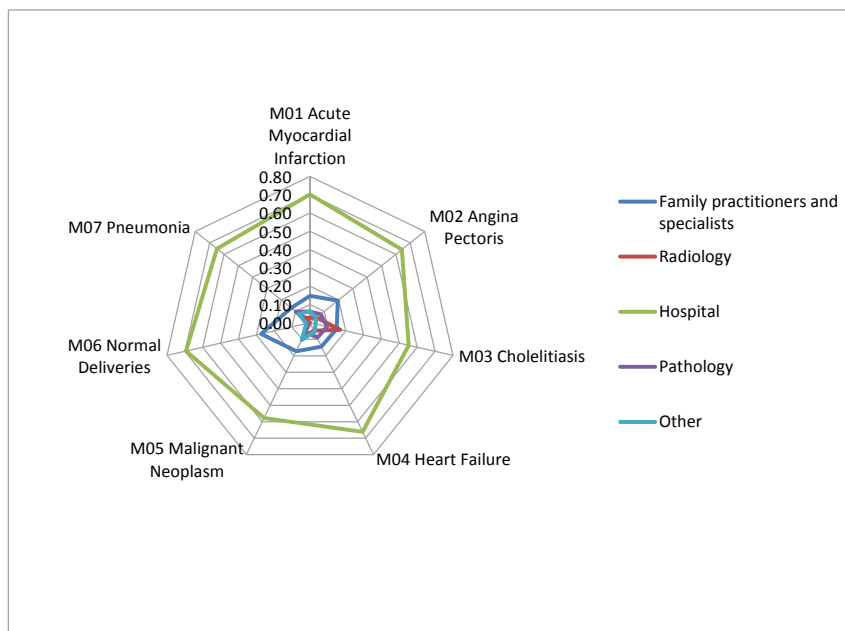 M01 Acute
Myocardial
Infarction
0.80
0.70
0.60
0.50
0.40
0.30
0.20
0.10
0.00
M02 Angina
Pectoris
M03 Cholelitiasis
M04 Heart Failure
M05 Malignant
Neoplasm
M06 Normal
Deliveries
M07 Pneumonia
Family practitioners and
specialists
Radiology
Hospital
Pathology
Other